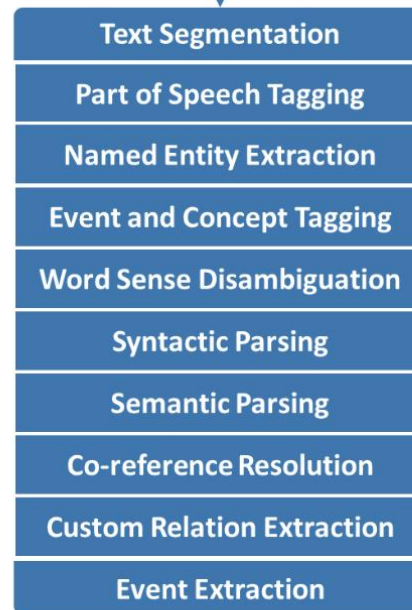 Text Segmentation
Part of Speech Tagging
Named Entity Extraction
Event and Concept Tagging
Word Sense Disambiguation
Syntactic Parsing
Semantic Parsing
Co-reference Resolution
Custom Relation Extraction
Event Extraction